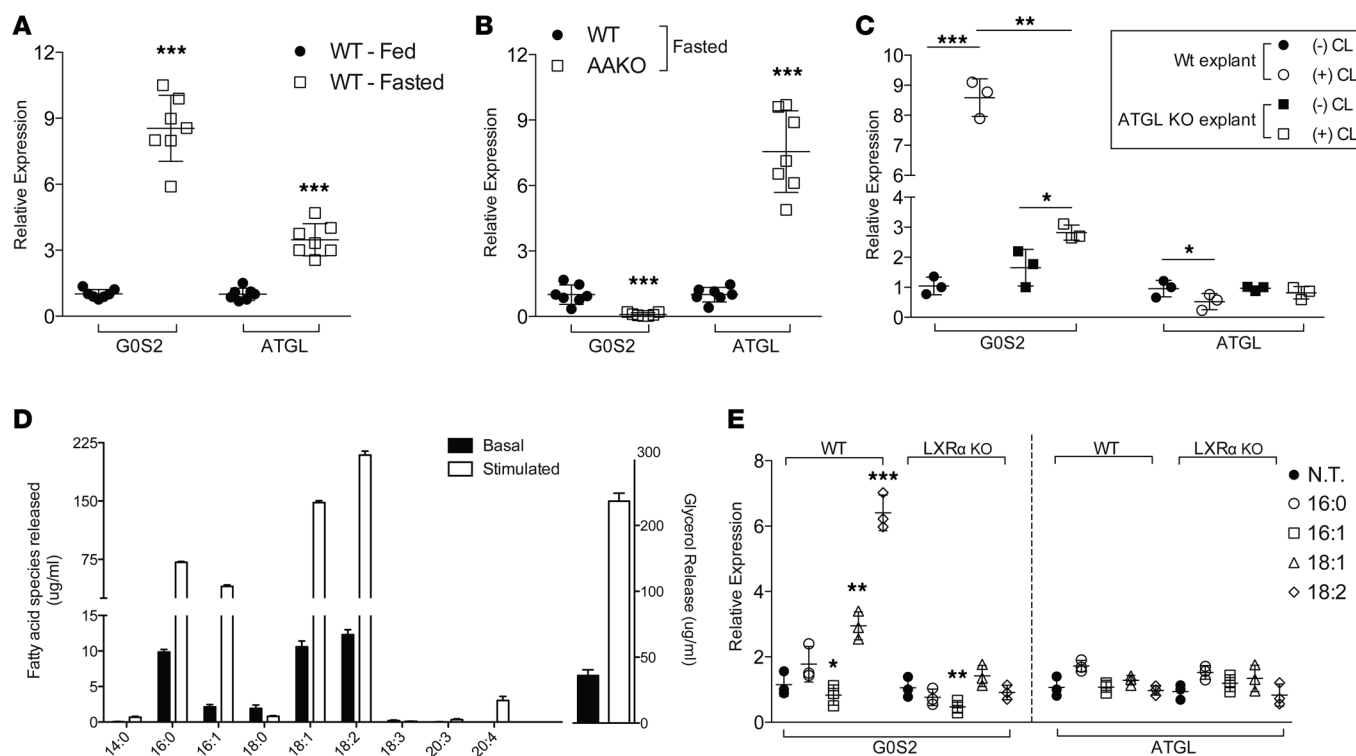 A
Relative Expression
12
9
6
3
0
***
***
WT - Fed
WT - Fasted
G0S2
ATGL
B
Relative Expression
12
9
6
3
0
WT
AAKO
Fasted
***
***
G0S2
ATGL
C
Relative Expression
10
9
8
7
6
5
4
3
2
1
0
***
**
*
*
Wt explant
(-) CL
(+) CL
ATGL KO explant
(-) CL
(+) CL
G0S2
ATGL
D
Fatty acid species released
(ug/ml)
225
150
75
15
10
5
0
Basal
Stimulated
14:0
16:0
16:1
18:0
18:1
18:2
18:3
20:3
20:4
300
200
100
50
0
Glycerol Release (ug/ml)
E
Relative Expression
8
6
4
2
0
WT
LXRα KO
WT
LXRα KO
***
**
*
**
N.T.
16:0
16:1
18:1
18:2
G0S2
ATGL